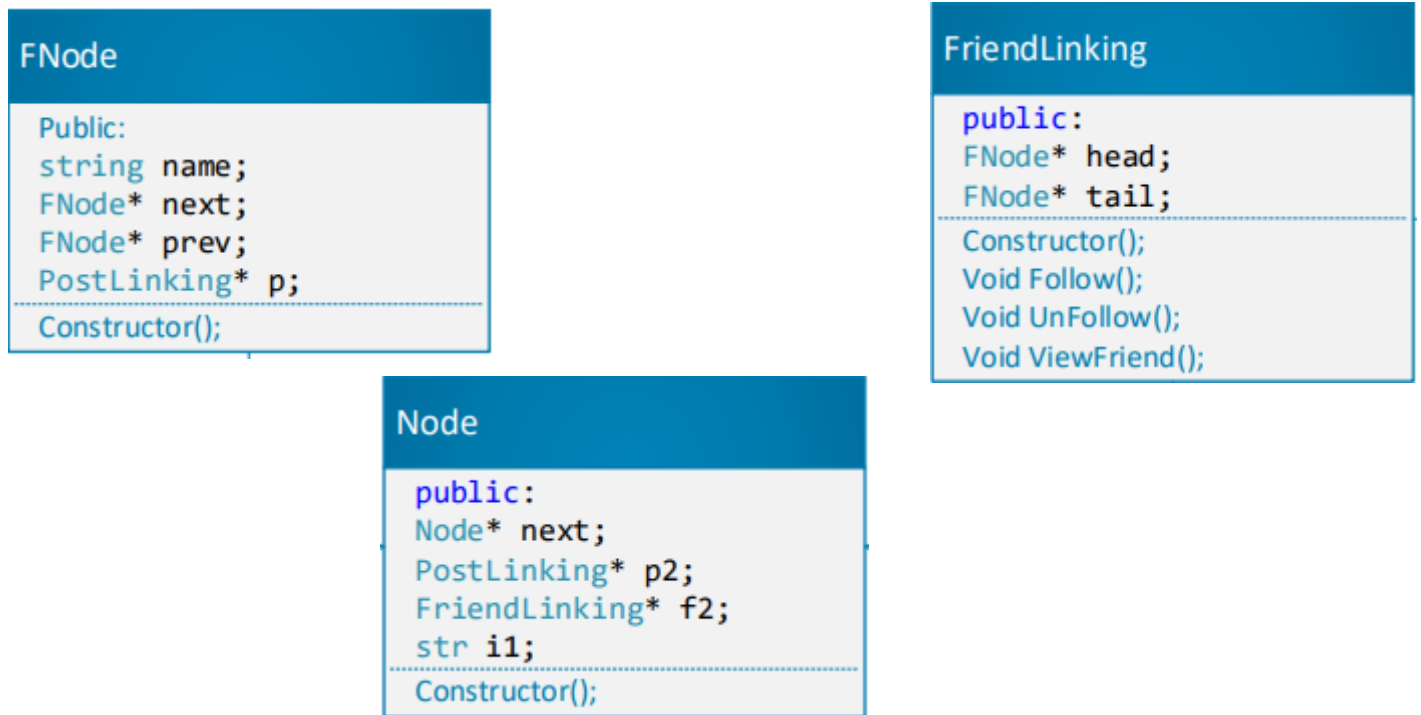 FNode
Public:
string name;
FNode* next;
FNode* prev;
PostLinking* p;
Constructor();
FriendLinking
public:
FNode* head;
FNode* tail;
Constructor();
Void Follow();
Void UnFollow();
Void ViewFriend();
Node
public:
Node* next;
PostLinking* p2;
FriendLinking* f2;
str i1;
Constructor();